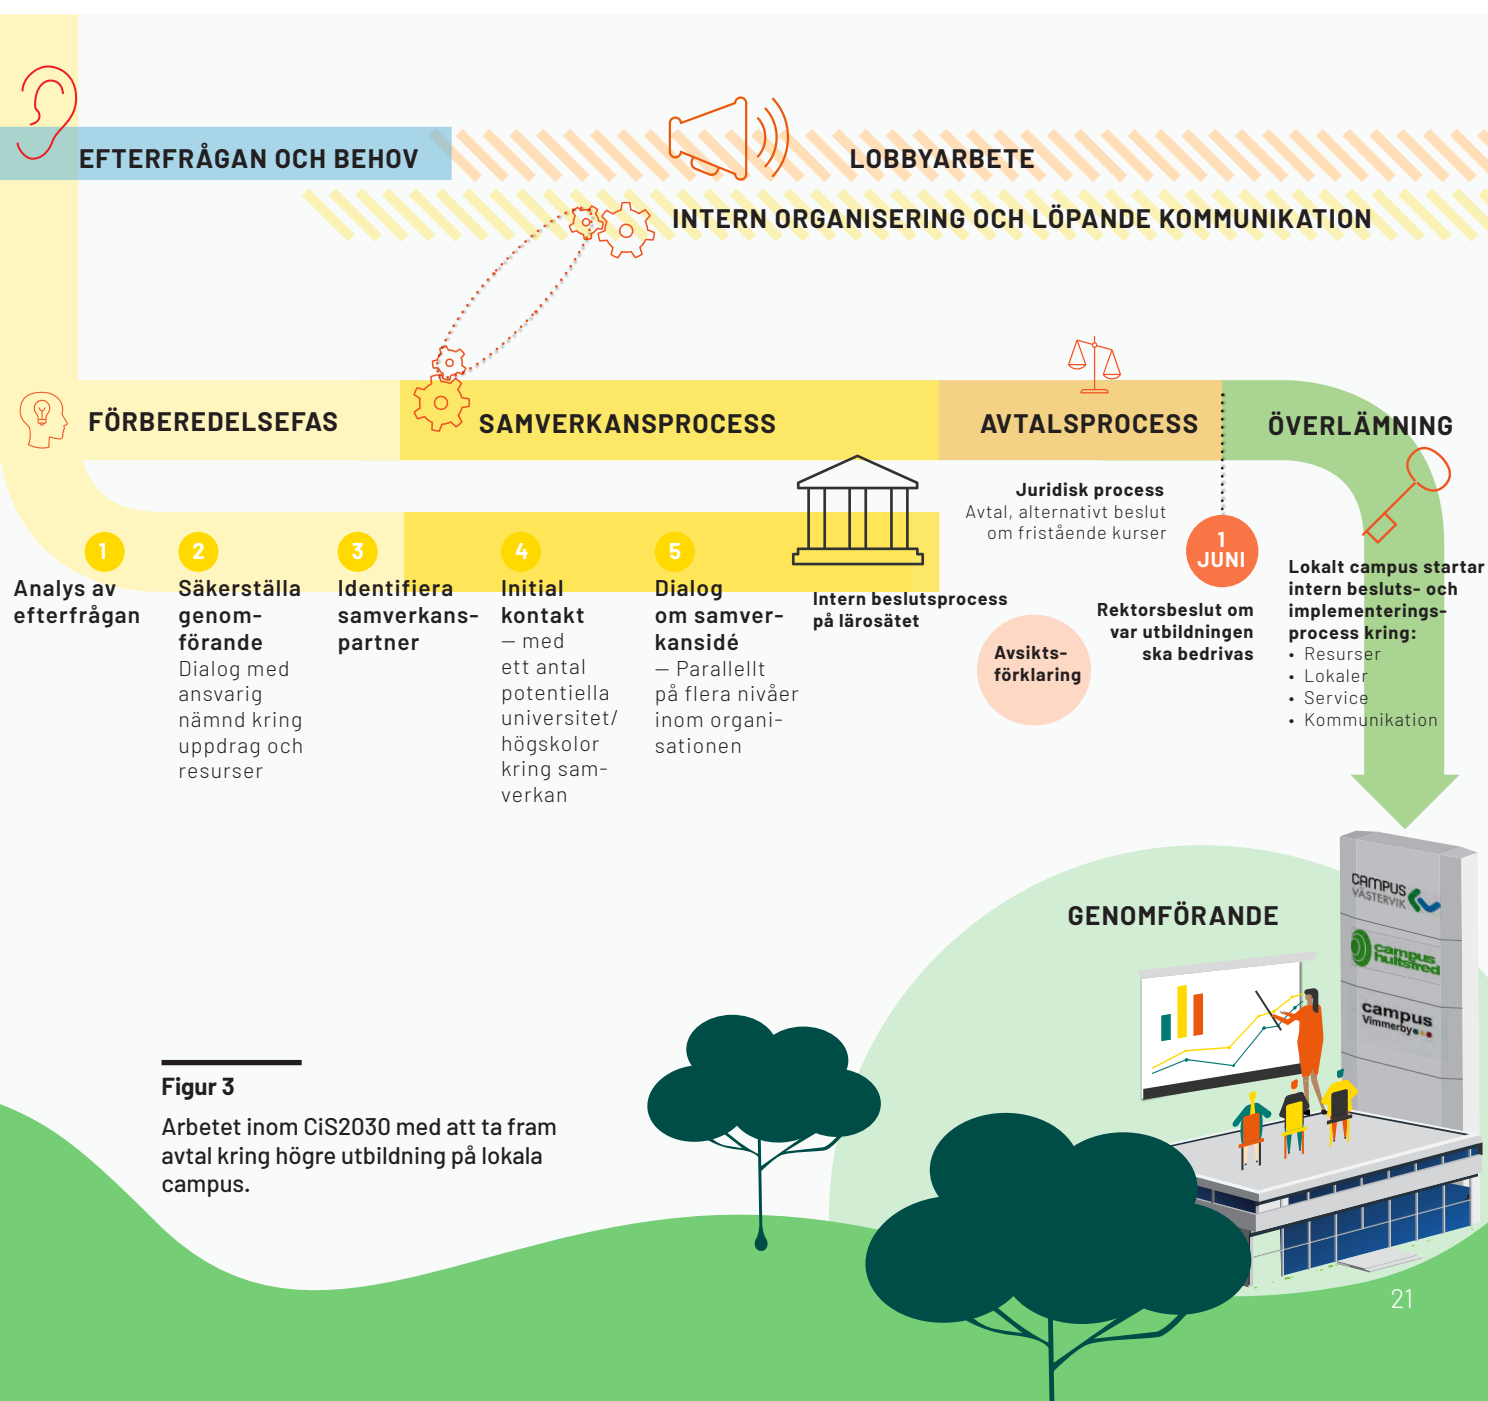 EFTERFRÅGAN OCH BEHOV
LOBBYARBETE
INTERN ORGANISERING OCH LÖPANDE KOMMUNIKATION
FÖRBEREDELSEFAS
SAMVERKANSPROCESS
AVTALSPROCESS
ÖVERLÄMNING
1
Analys av
efterfrågan
2
Säkerställa
genom-
förande
Dialog med
ansvarig
nämnd kring
uppdrag och
resurser
3
Identifiera
samverkans-
partner
4
Initial
kontakt
— med
ett antal
potentiella
universitet/
högskolor
kring sam-
verkan
5
Dialog
om samver-
kansidé
— Parallellt
på flera nivåer
inom organi-
sationen
Intern beslutsprocess
på lärosätet
Juridisk process
Avtal, alternativt beslut
om fristående kurser
Avsikts-
förklaring
1
JUNI
Rektorsbeslut om
var utbildningen
ska bedrivas
Lokalt campus startar
intern besluts- och
implementerings-
process kring:
• Resurser
• Lokaler
• Service
• Kommunikation
GENOMFÖRANDE
CAMPUS
VÄSTERVIK
campus
hultsfred
campus
Vimmerby
Figur 3
Arbetet inom CiS2030 med att ta fram
avtal kring högre utbildning på lokala
campus.
21